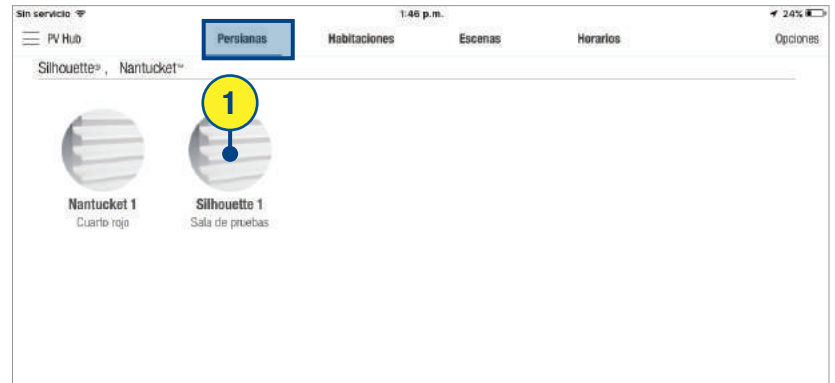 Sin servicio 1:46 p.m. 24%
PV Hub Persianas Habitaciones Escenas Horarios Opciones
Silhouette®, Nantucket™
1
Nantucket 1 Silhouette 1
Cuarto rojo Sala de pruebas